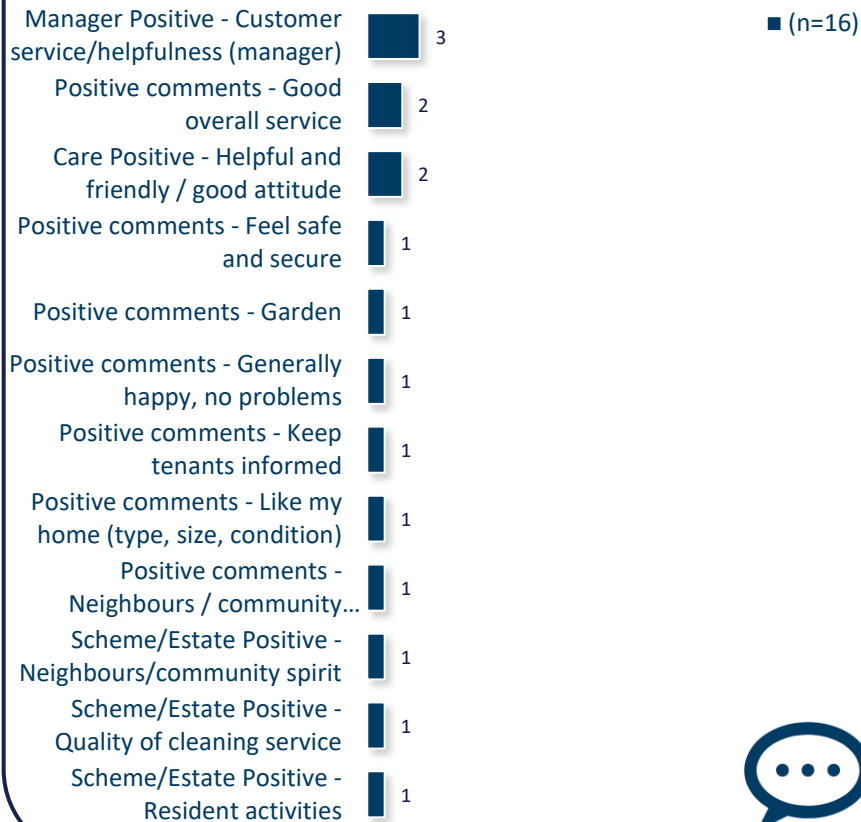 Manager Positive - Customer
service/helpfulness (manager)
3
(n=16)
Positive comments - Good
overall service
2
Care Positive - Helpful and
friendly / good attitude
2
Positive comments - Feel safe
and secure
1
Positive comments - Garden
1
Positive comments - Generally
happy, no problems
1
Positive comments - Keep
tenants informed
1
Positive comments - Like my
home (type, size, condition)
1
Positive comments -
Neighbours / community...
1
Scheme/Estate Positive -
Neighbours/community spirit
1
Scheme/Estate Positive -
Quality of cleaning service
1
Scheme/Estate Positive -
Resident activities
1